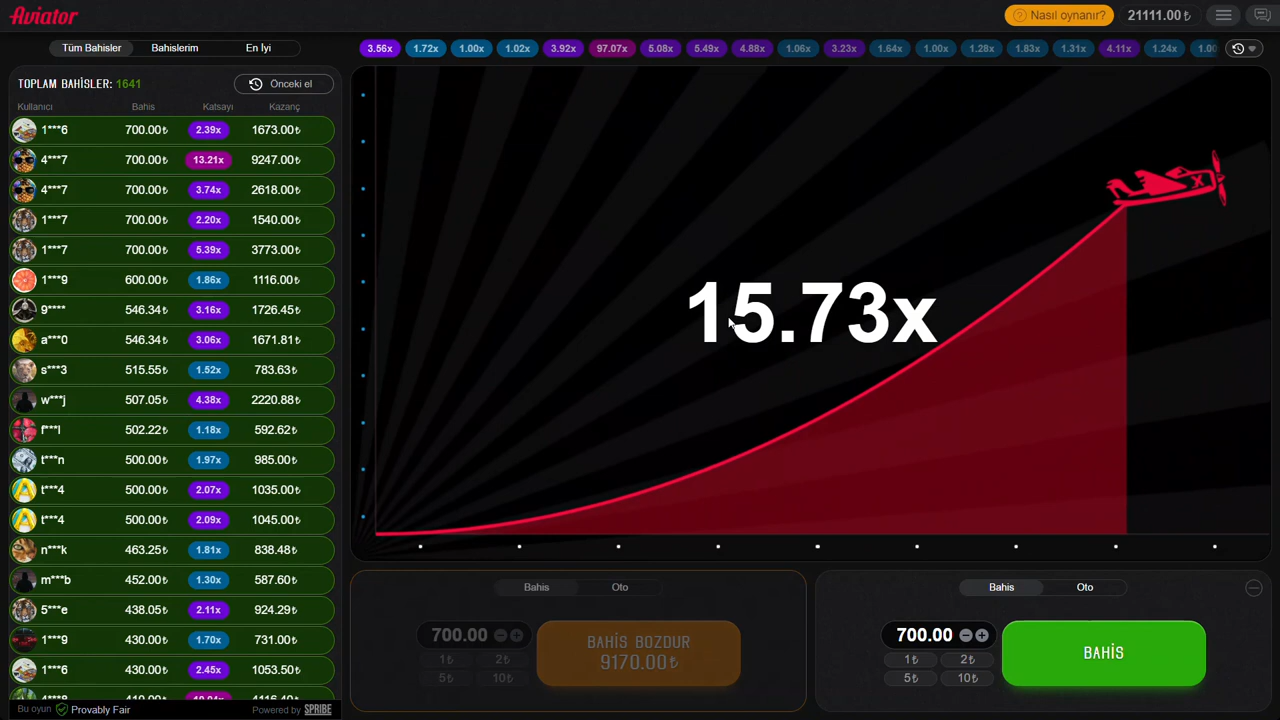 Aviator
Nasıl oynanır?
21111.00₺
Tüm Bahisler Bahislerim En İyi
3.56x 1.72x 1.00x 1.02x 3.92x 97.07x 5.08x 5.49x 4.88x 1.06x 3.23x 1.64x 1.00x 1.28x 1.83x 1.31x 4.11x 1.24x 1.00
TOPLAM BAHİSLER: 1641
Önceki el
Kullanıcı Bahis Katsayı Kazanç
1***6 700.00₺ 2.39x 1673.00₺
4***7 700.00₺ 13.21x 9247.00₺
4***7 700.00₺ 3.74x 2618.00₺
1***7 700.00₺ 2.20x 1540.00₺
1***7 700.00₺ 5.39x 3773.00₺
1***9 600.00₺ 1.86x 1116.00₺
9**** 546.34₺ 3.16x 1726.45₺
a***0 546.34₺ 3.06x 1671.81₺
s***3 515.55₺ 1.52x 783.63₺
w***j 507.05₺ 4.38x 2220.88₺
f***l 502.22₺ 1.18x 592.62₺
t***n 500.00₺ 1.97x 985.00₺
t***4 500.00₺ 2.07x 1035.00₺
t***4 500.00₺ 2.09x 1045.00₺
n***k 463.25₺ 1.81x 838.48₺
m***b 452.00₺ 1.30x 587.60₺
5***e 438.05₺ 2.11x 924.29₺
1***9 430.00₺ 1.70x 731.00₺
1***6 430.00₺ 2.45x 1053.50₺
Bu oyun Provably Fair Powered by SPRIBE
X
15.73x
Bahis Oto
700.00
1₺ 2₺
5₺ 10₺
BAHİS BOZDUR
9170.00₺
Bahis Oto
700.00
1₺ 2₺
5₺ 10₺
BAHİS